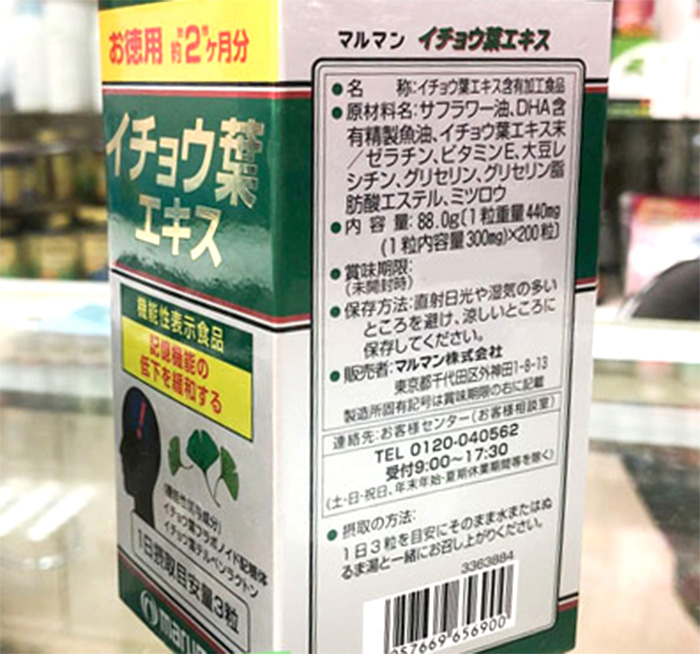 お徳用 約2ヶ月分
イチョウ葉
エキス
機能性表示食品
記憶機能の
低下を緩和する
(機能性関与成分)
イチョウ葉フラボノイド配糖体
イチョウ葉テルペンラクトン
1日摂取目安量3粒
marum
マルマン イチョウ葉エキス
●名 称:イチョウ葉エキス含有加工食品
●原材料名:サフラワー油、DHA含
有精製魚油、イチョウ葉エキス末
/ゼラチン、ビタミンE、大豆レ
シチン、グリセリン、グリセリン脂
肪酸エステル、ミツロウ
●内 容 量:88.0g(1粒重量440mg
(1粒内容量300mg)×200粒)
●賞味期限:
(未開封時)
●保存方法:直射日光や湿気の多い
ところを避け、涼しいところに
保存してください。
●販売者:マルマン株式会社
東京都千代田区外神田1-8-13
製造所固有記号は賞味期限の右に記載
連絡先:お客様センター(お客様相談室)
TEL 0120-040562
受付9:00〜17:30
(土・日・祝日、年末年始・夏期休業期間等を除く)
●摂取の方法:
1日3粒を目安にそのまま水またはぬ
るま湯と一緒にお召し上がりください。
3363884
957669 656900